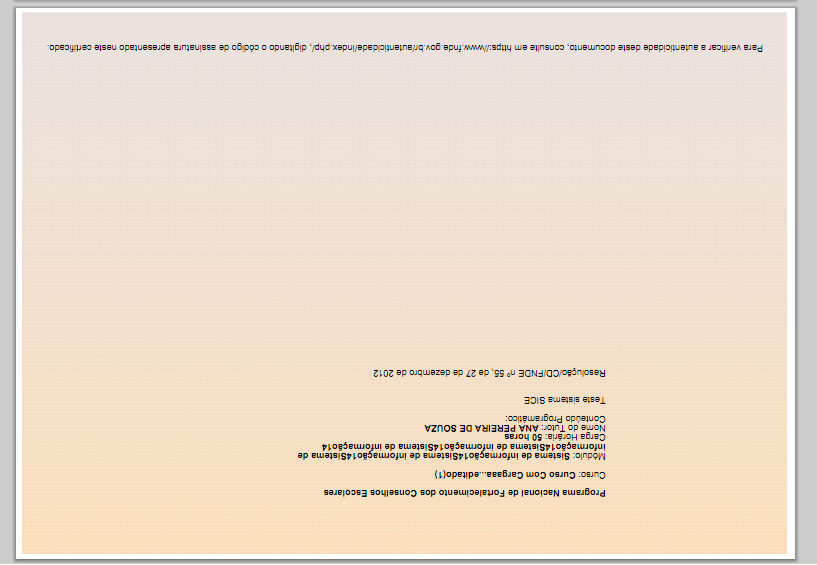 Programa Nacional de Fortalecimento dos Conselhos Escolares
Curso: Curso Com Cargaaa...editado(1)
Módulo: Sistema de informação14Sistema de informação14Sistema de
informação14Sistema de informação14Sistema de informação14
Carga Horária: 50 horas
Nome do Tutor: ANA PEREIRA DE SOUZA
Conteúdo Programático:
Teste sistema SICE
Resolução/CD/FNDE nº 55, de 27 de dezembro de 2012
Para verificar a autenticidade deste documento, consulte em https://www.fnde.gov.br/autenticidade/index.php/, digitando o código de assinatura apresentado neste certificado.